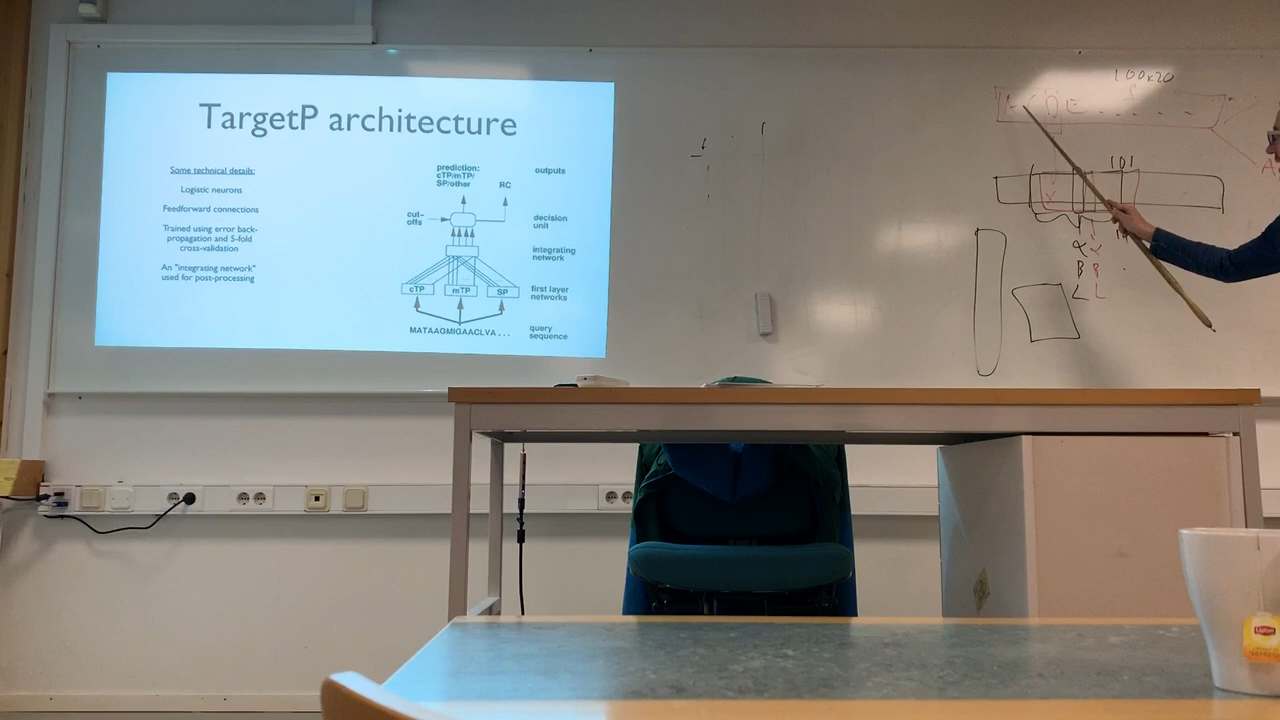 TargetP architecture
Some technical details:
Logistic neurons
Feedforward connections
Trained using error back-
propagation and 5-fold
cross-validation
An "integrating network"
used for post-processing
prediction:
cTP/mTP/
SP/other
RC
outputs
cut-
offs
decision
unit
integrating
network
cTP
mTP
SP
first layer
networks
MATAAGMIGAACLVA...
query
sequence
100x20
101
B
L
L
Lipton